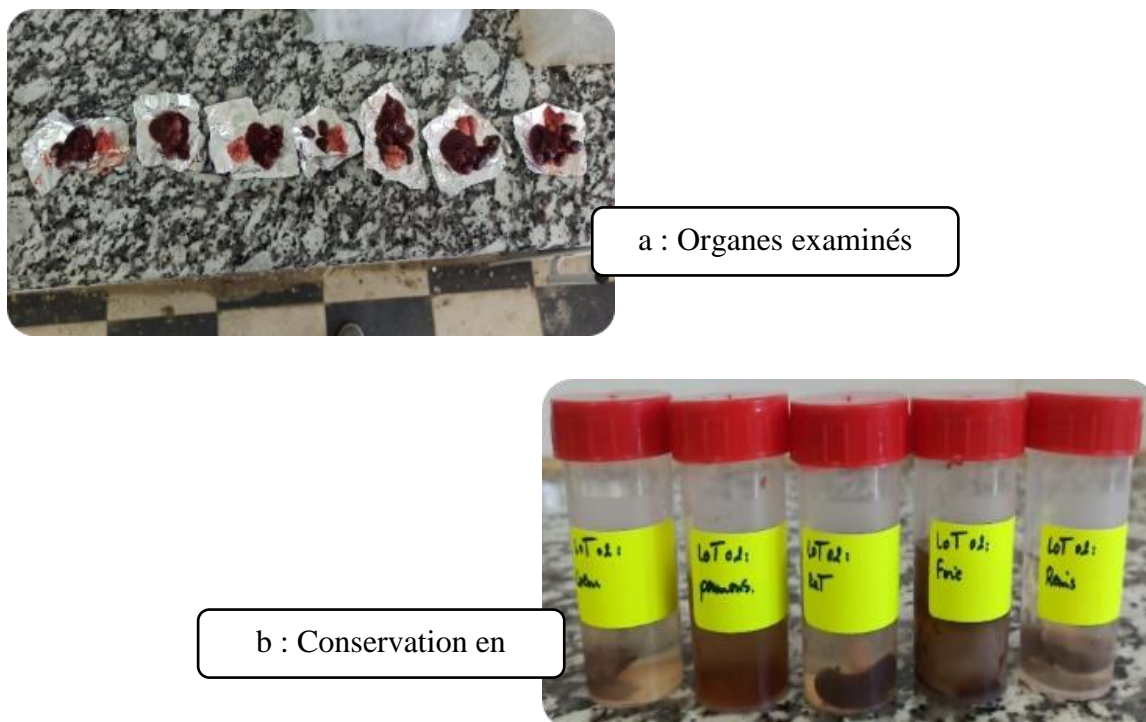 a : Organes examinés
b : Conservation en
LoT 02:
LoT 02:
poumons.
LoT 02:
LoT 02:
Foie
LoT 02:
Reins